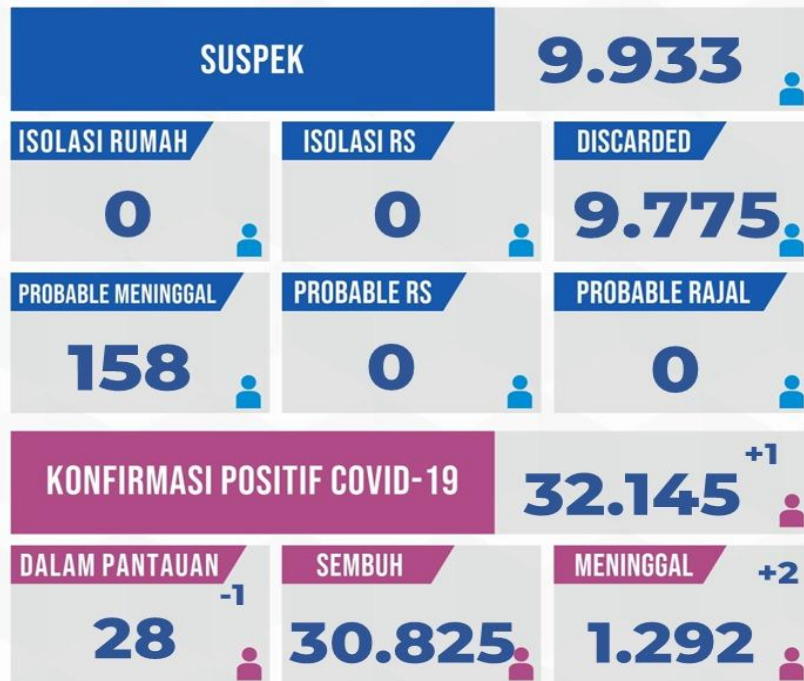 SUSPEK 9.933
ISOLASI RUMAH ISOLASI RS DISCARDED
0 0 9.775
PROBABLE MENINGGAL PROBABLE RS PROBABLE RAJAL
158 0 0
KONFIRMASI POSITIF COVID-19 32.145 +1
DALAM PANTAUAN SEMBUH MENINGGAL
-1 +2
28 30.825 1.292